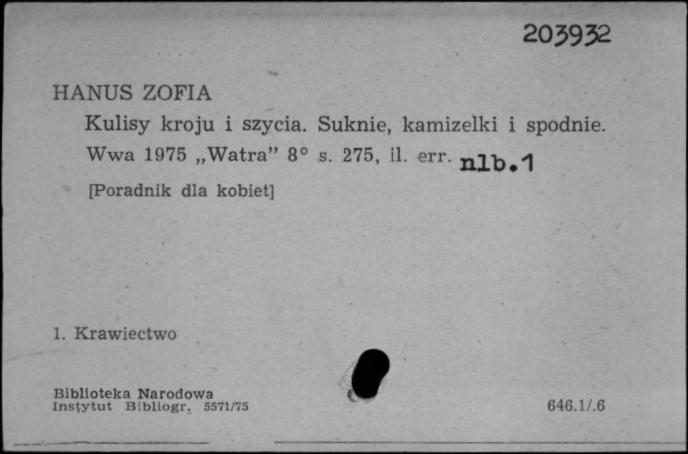 203932
HANUS ZOFIA
Kulisy kroju i szycia. Suknie, kamizelki i spodnie.
Wwa 1975 „Watra” 8° s. 275, il. err. nlb.1
[Poradnik dla kobiet]
1. Krawiectwo
Biblioteka Narodowa
Instytut Bibliogr. 5571/75
646.1/.6